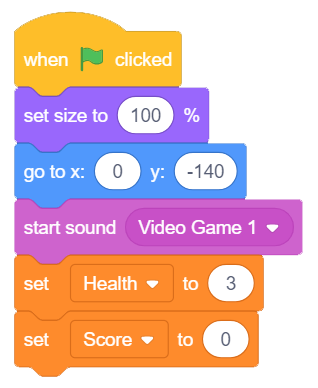 when clicked
set size to 100 %
go to x: 0 y: -140
start sound Video Game 1
set Health to 3
set Score to 0